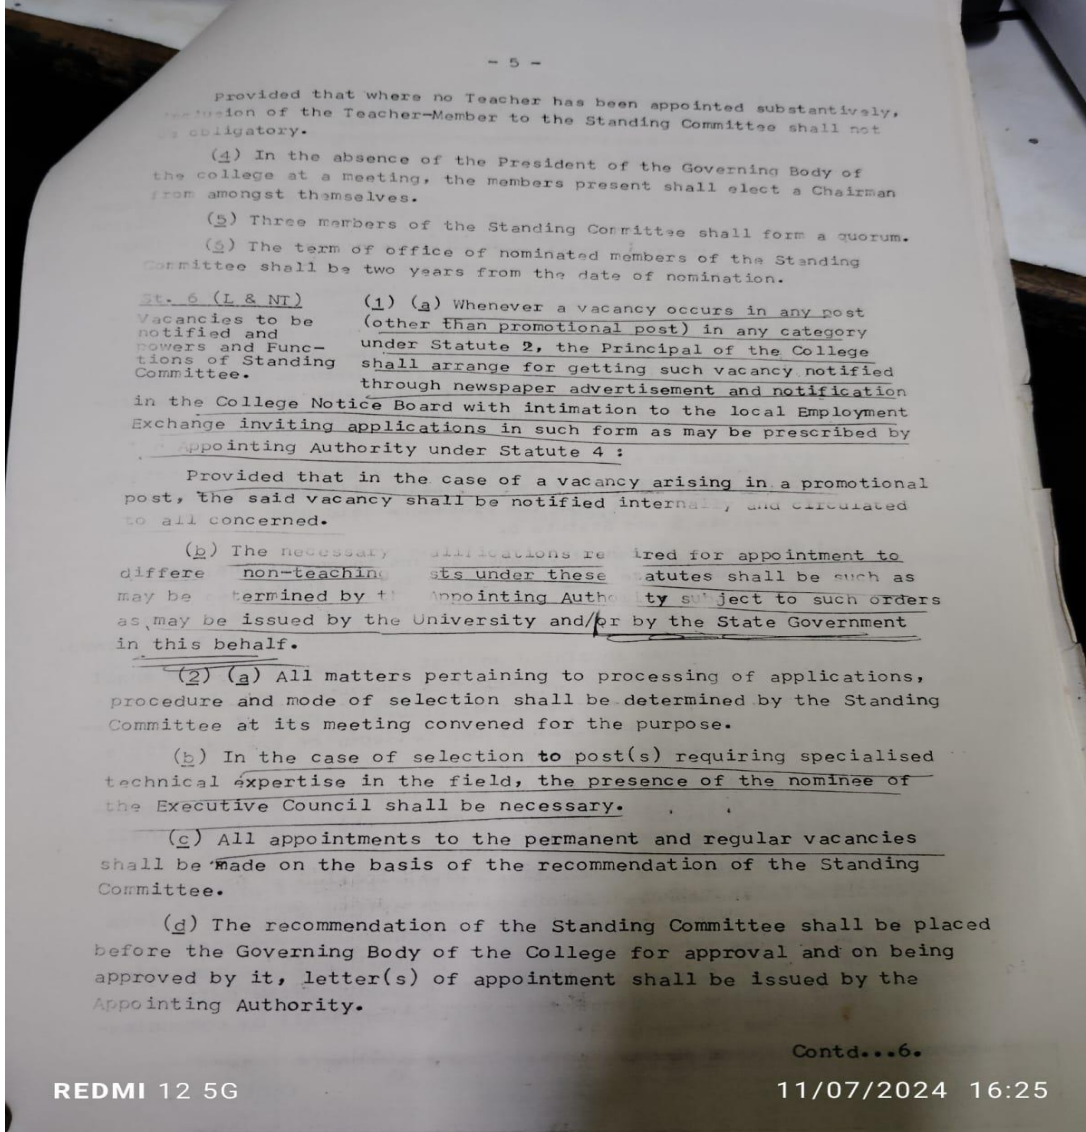 - 5 -
Provided that where no Teacher has been appointed substantively,
of the Teacher-Member to the Standing Committee shall not
obligatory.
(4) In the absence of the President of the Governing Body of
the college at a meeting, the members present shall elect a Chairman
from amongst themselves.
(5) Three members of the Standing Committee shall form a quorum.
(6) The term of office of nominated members of the Standing
Committee shall be two years from the date of nomination.
St. 6 (L & NT)
Vacancies to be
notified and
powers and Func-
tions of Standing
Committee.
(1) (a) Whenever a vacancy occurs in any post
(other than promotional post) in any category
under Statute 2, the Principal of the College
shall arrange for getting such vacancy notified
through newspaper advertisement and notification
in the College Notice Board with intimation to the local Employment
Exchange inviting applications in such form as may be prescribed by
Appointing Authority under Statute 4 :
Provided that in the case of a vacancy arising in a promotional
post, the said vacancy shall be notified internally, and circulated
to all concerned.
(b) The necessary re ired for appointment to
differe non-teachin sts under these atutes shall be such as
may be termined by t Appointing Autho ty su ject to such orders
as may be issued by the University and/or by the State Government
in this behalf.
(2) (a) All matters pertaining to processing of applications,
procedure and mode of selection shall be determined by the Standing
Committee at its meeting convened for the purpose.
(b) In the case of selection to post(s) requiring specialised
technical expertise in the field, the presence of the nominee of
the Executive Council shall be necessary.
(c) All appointments to the permanent and regular vacancies
shall be made on the basis of the recommendation of the Standing
Committee.
(d) The recommendation of the Standing Committee shall be placed
before the Governing Body of the College for approval and on being
approved by it, letter(s) of appointment shall be issued by the
Appointing Authority.
Contd...6.
REDMI 12 5G
11/07/2024 16:25